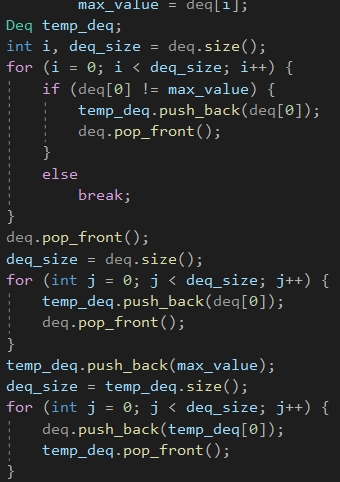 max_value = deq[i];
Deq temp_deq;
int i, deq_size = deq.size();
for (i = 0; i < deq_size; i++) {
if (deq[0] != max_value) {
temp_deq.push_back(deq[0]);
deq.pop_front();
}
else
break;
}
deq.pop_front();
deq_size = deq.size();
for (int j = 0; j < deq_size; j++) {
temp_deq.push_back(deq[0]);
deq.pop_front();
}
temp_deq.push_back(max_value);
deq_size = temp_deq.size();
for (int j = 0; j < deq_size; j++) {
deq.push_back(temp_deq[0]);
temp_deq.pop_front();
}